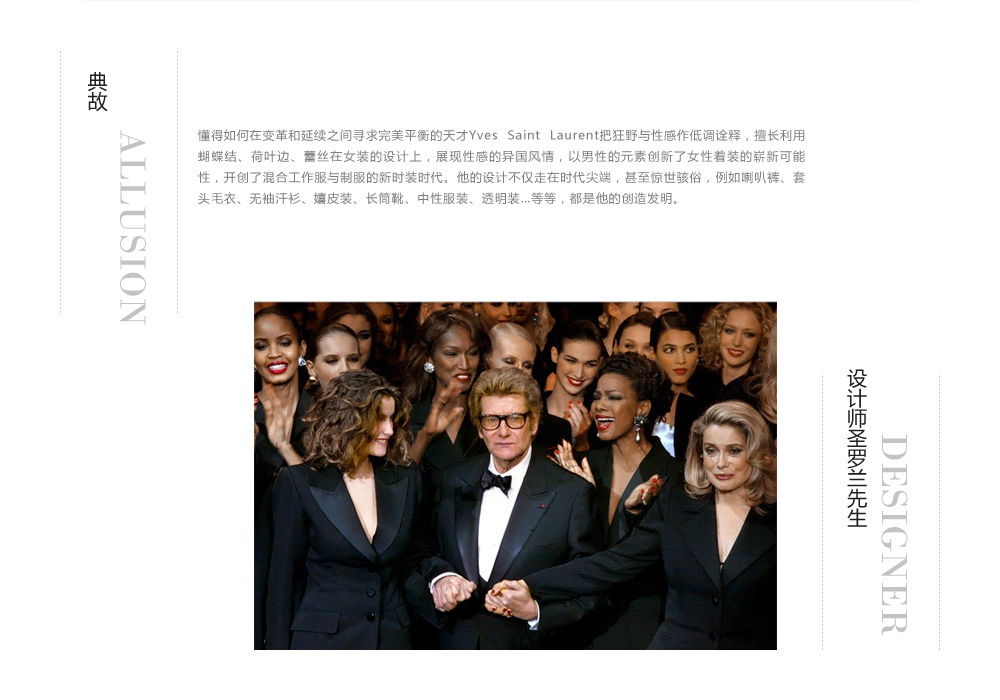 典故
ALLUSION
懂得如何在变革和延续之间寻求完美平衡的天才Yves Saint Laurent把狂野与性感作低调诠释，擅长利用
蝴蝶结、荷叶边、蕾丝在女装的设计上，展现性感的异国风情，以男性的元素创新了女性着装的崭新可能
性，开创了混合工作服与制服的新时装时代。他的设计不仅走在时代尖端，甚至惊世骇俗，例如喇叭裤、套
头毛衣、无袖汗衫、嬉皮装、长筒靴、中性服装、透明装...等等，都是他的创造发明。
设计师圣罗兰先生
DESIGNER